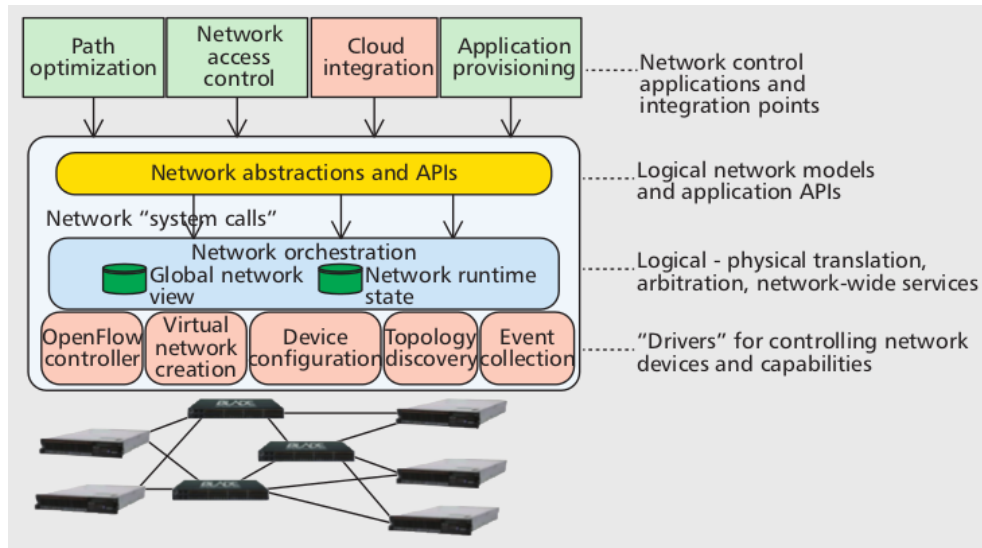 Path
optimization
Network
access
control
Cloud
integration
Application
provisioning
Network control
applications and
integration points
Network abstractions and APIs
Logical network models
and application APIs
Network “system calls”
Network orchestration
Global network
view
Network runtime
state
Logical - physical translation,
arbitration, network-wide services
OpenFlow
controller
Virtual
network
creation
Device
configuration
Topology
discovery
Event
collection
“Drivers” for controlling network
devices and capabilities
BLADE
BLADE
BLADE